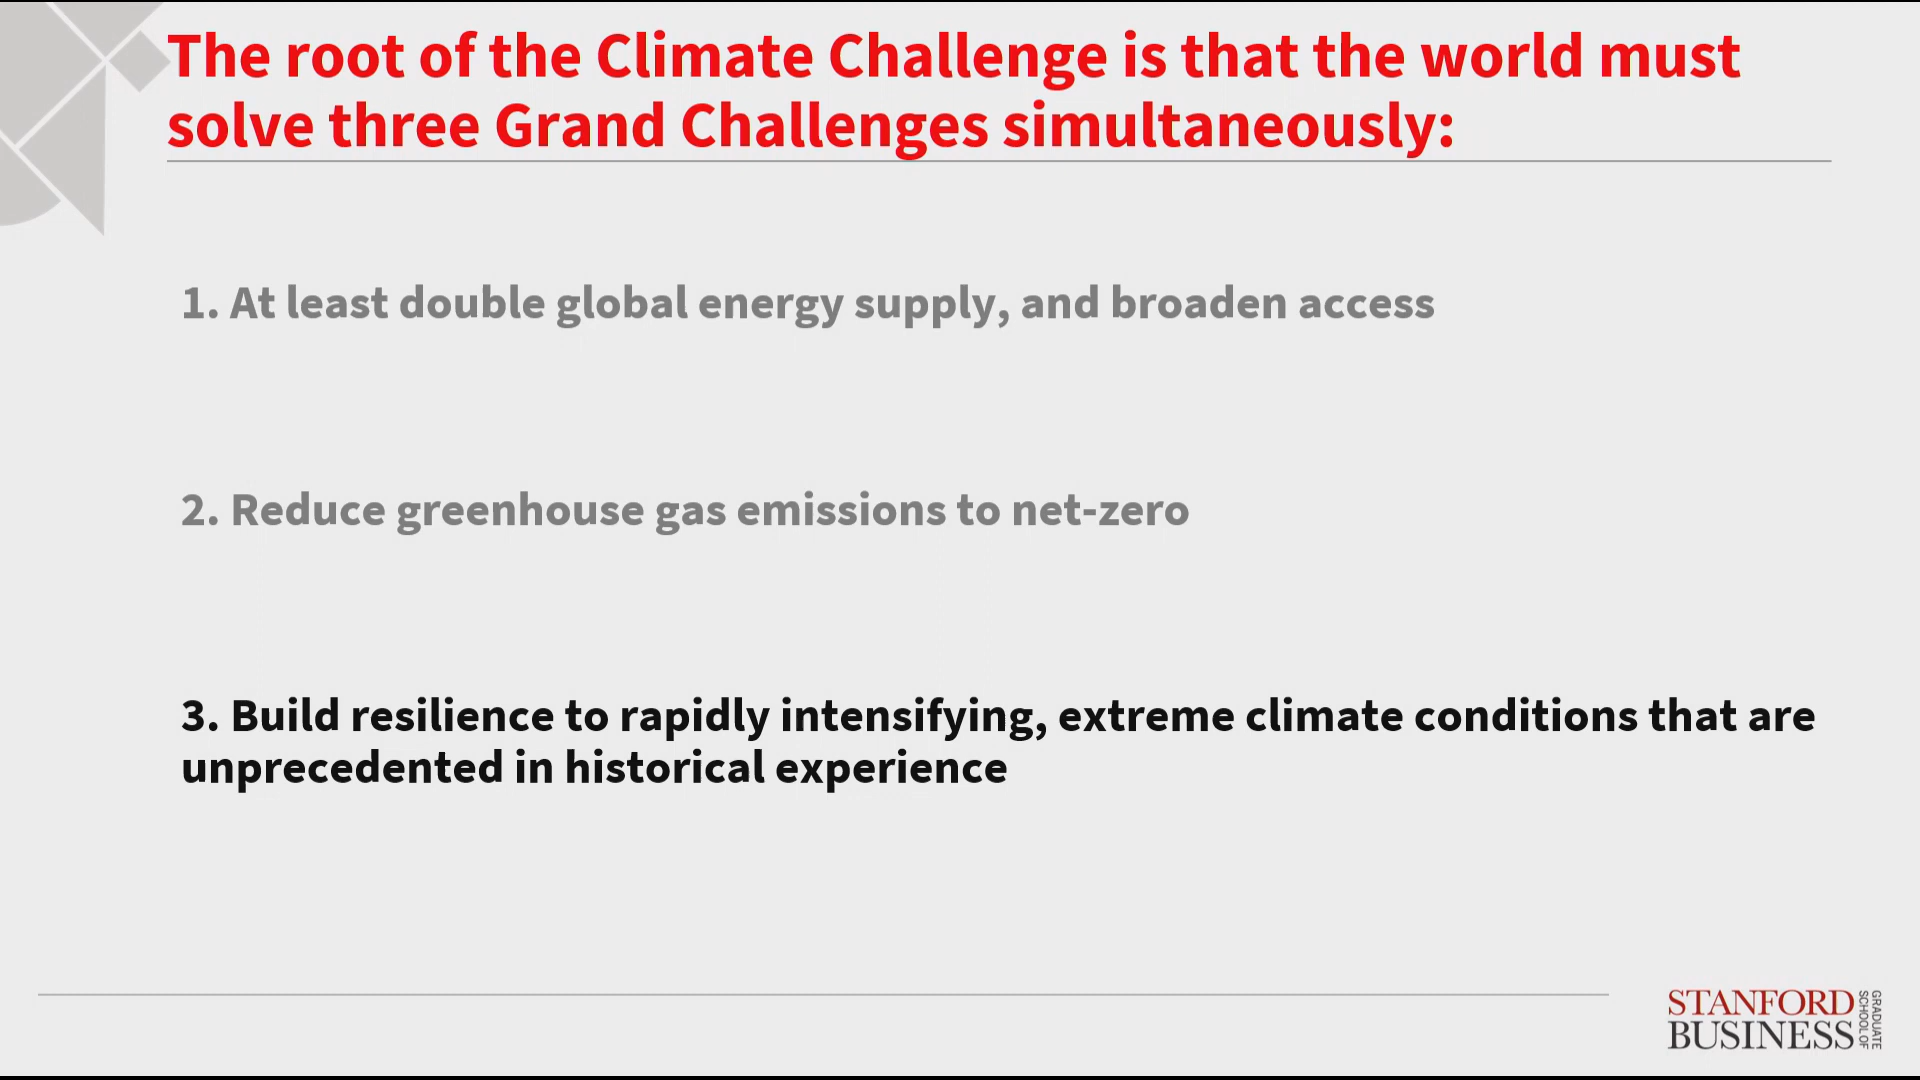 The root of the Climate Challenge is that the world must
solve three Grand Challenges simultaneously:
1. At least double global energy supply, and broaden access
2. Reduce greenhouse gas emissions to net-zero
3. Build resilience to rapidly intensifying, extreme climate conditions that are
unprecedented in historical experience
STANFORD
BUSINESS
GRADUATE
SCHOOL OF